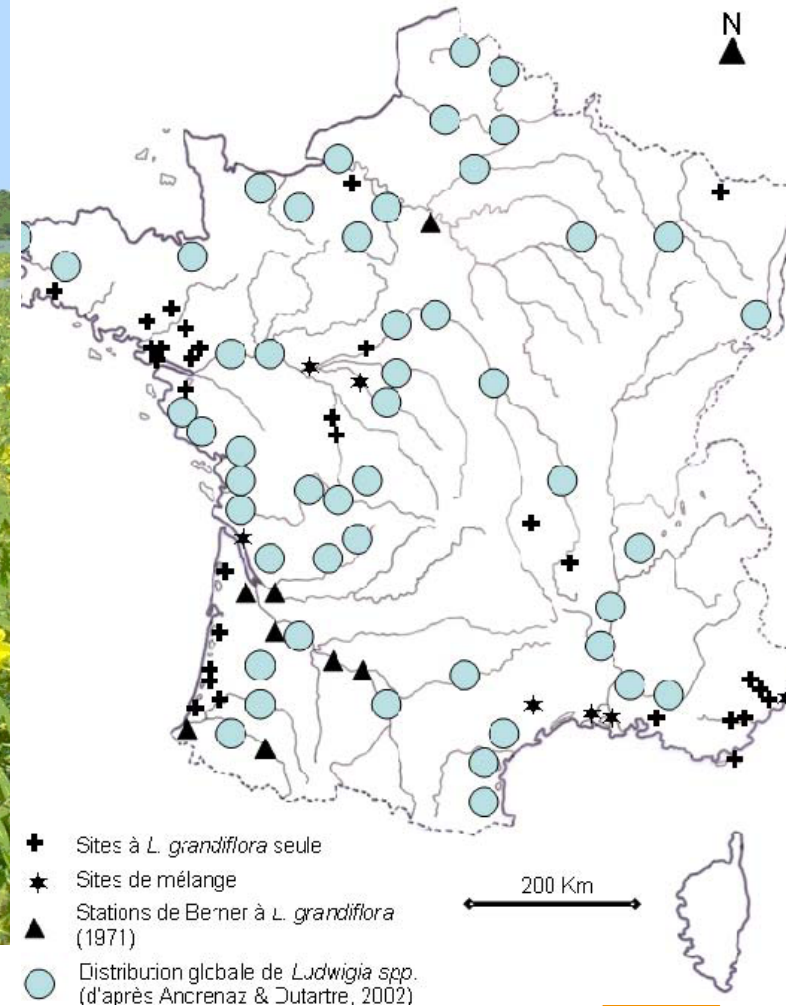 N
Sites à L. grandiflora seule
Sites de mélange
200 Km
Stations de Berner à L. grandiflora
(1971)
Distribution globale de Ludwigia spp.
(d'après Ancrenaz & Dutartre, 2002)